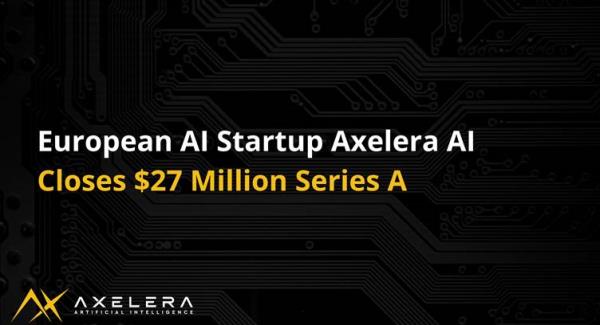 European AI Startup Axelera AI
Closes $27 Million Series A
AXELERA
ARTIFICIAL INTELLIGENCE